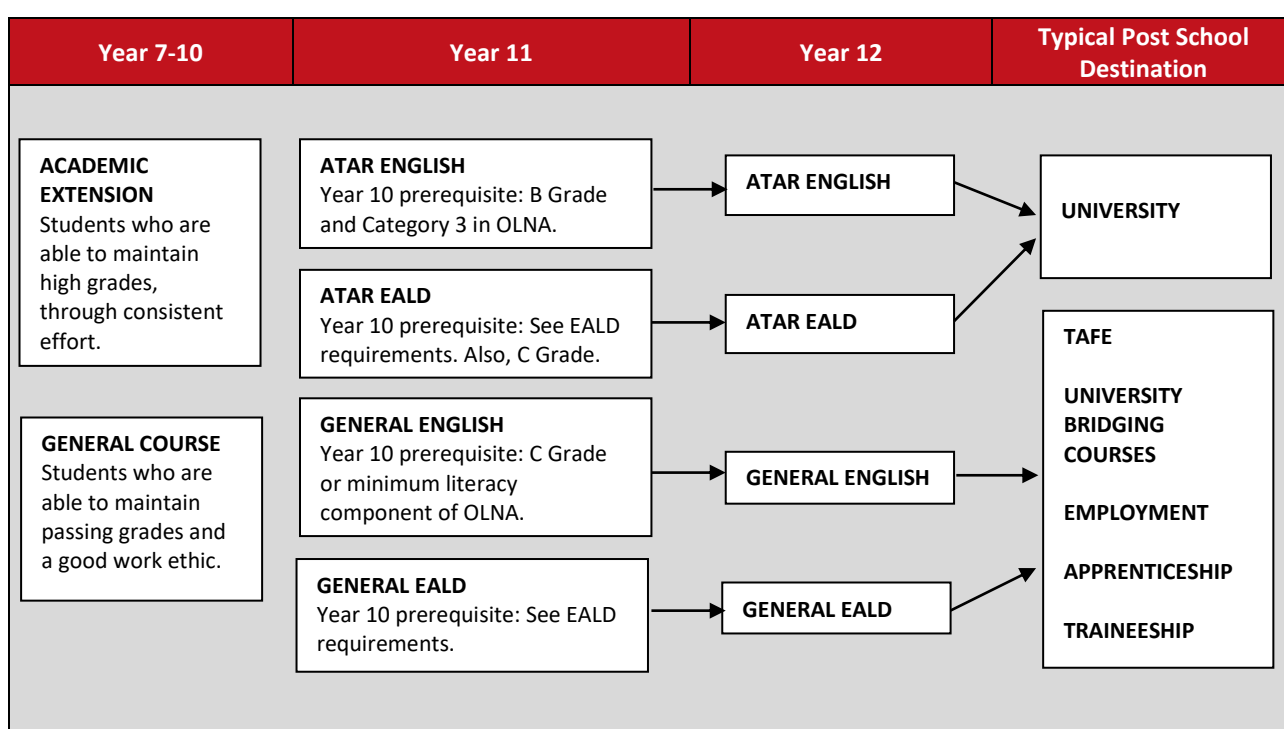 Year 7-10
Year 11
Year 12
Typical Post School
Destination
ACADEMIC
EXTENSION
Students who are
able to maintain
high grades,
through consistent
effort.
GENERAL COURSE
Students who are
able to maintain
passing grades and
a good work ethic.
ATAR ENGLISH
Year 10 prerequisite: B Grade
and Category 3 in OLNA.
ATAR EALD
Year 10 prerequisite: See EALD
requirements. Also, C Grade.
GENERAL ENGLISH
Year 10 prerequisite: C Grade
or minimum literacy
component of OLNA.
GENERAL EALD
Year 10 prerequisite: See EALD
requirements.
ATAR ENGLISH
ATAR EALD
GENERAL ENGLISH
GENERAL EALD
UNIVERSITY
TAFE
UNIVERSITY
BRIDGING
COURSES
EMPLOYMENT
APPRENTICESHIP
TRAINEESHIP